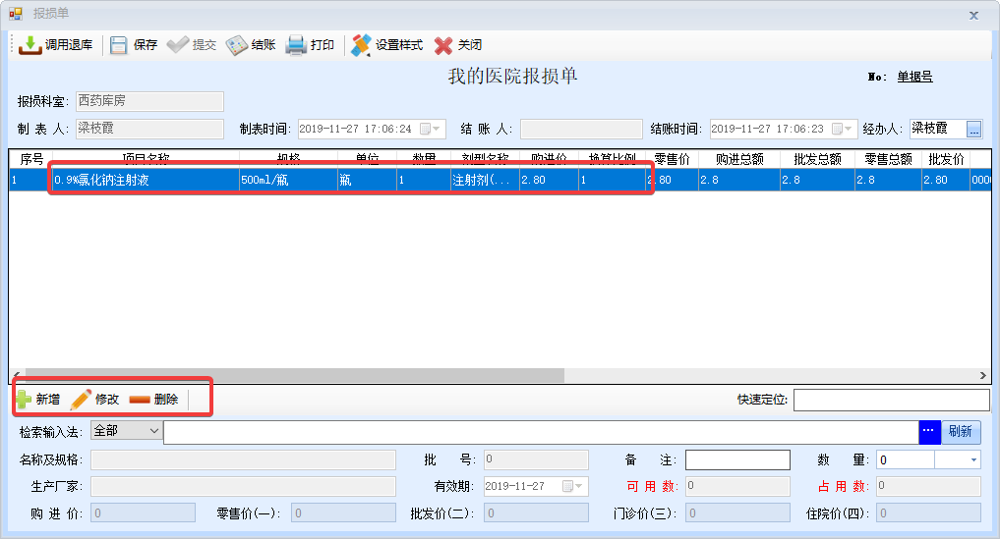 报损单
调用退库 保存 提交 结账 打印 设置样式 关闭
我的医院报损单 No: 单据号
报损科室: 西药库房
制 表 人: 梁枝霞 制表时间: 2019-11-27 17:06:24 结 账 人: 结账时间: 2019-11-27 17:06:23 经办人: 梁枝霞 ...
序号 项目名称 规格 单位 数量 剂型名称 购进价 换算比例 零售价 购进总额 批发总额 零售总额 批发价
1 0.9%氯化钠注射液 500ml/瓶 瓶 1 注射剂(... 2.80 1 2.80 2.8 2.8 2.8 2.80 000
新增 修改 删除 快速定位:
检索输入法: 全部 ... 刷新
名称及规格: 批 号: 0 备 注: 数 量: 0
生产厂家: 有效期: 2019-11-27 可 用 数: 0 占 用 数: 0
购 进 价: 0 零售价(一): 0 批发价(二): 0 门诊价(三): 0 住院价(四): 0